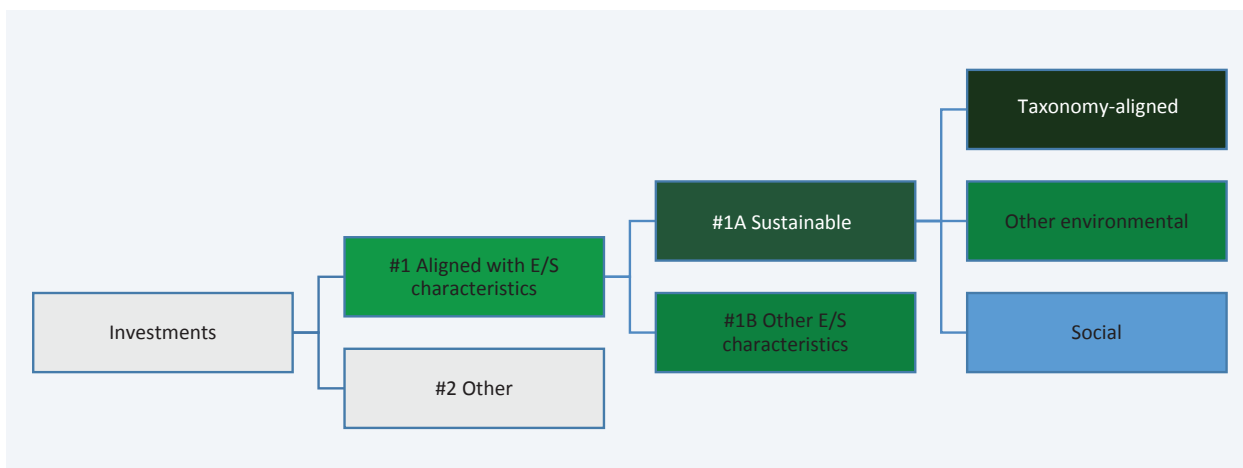 Taxonomy-aligned
#1A Sustainable
Other environmental
#1 Aligned with E/S
characteristics
Investments
#1B Other E/S
characteristics
Social
#2 Other